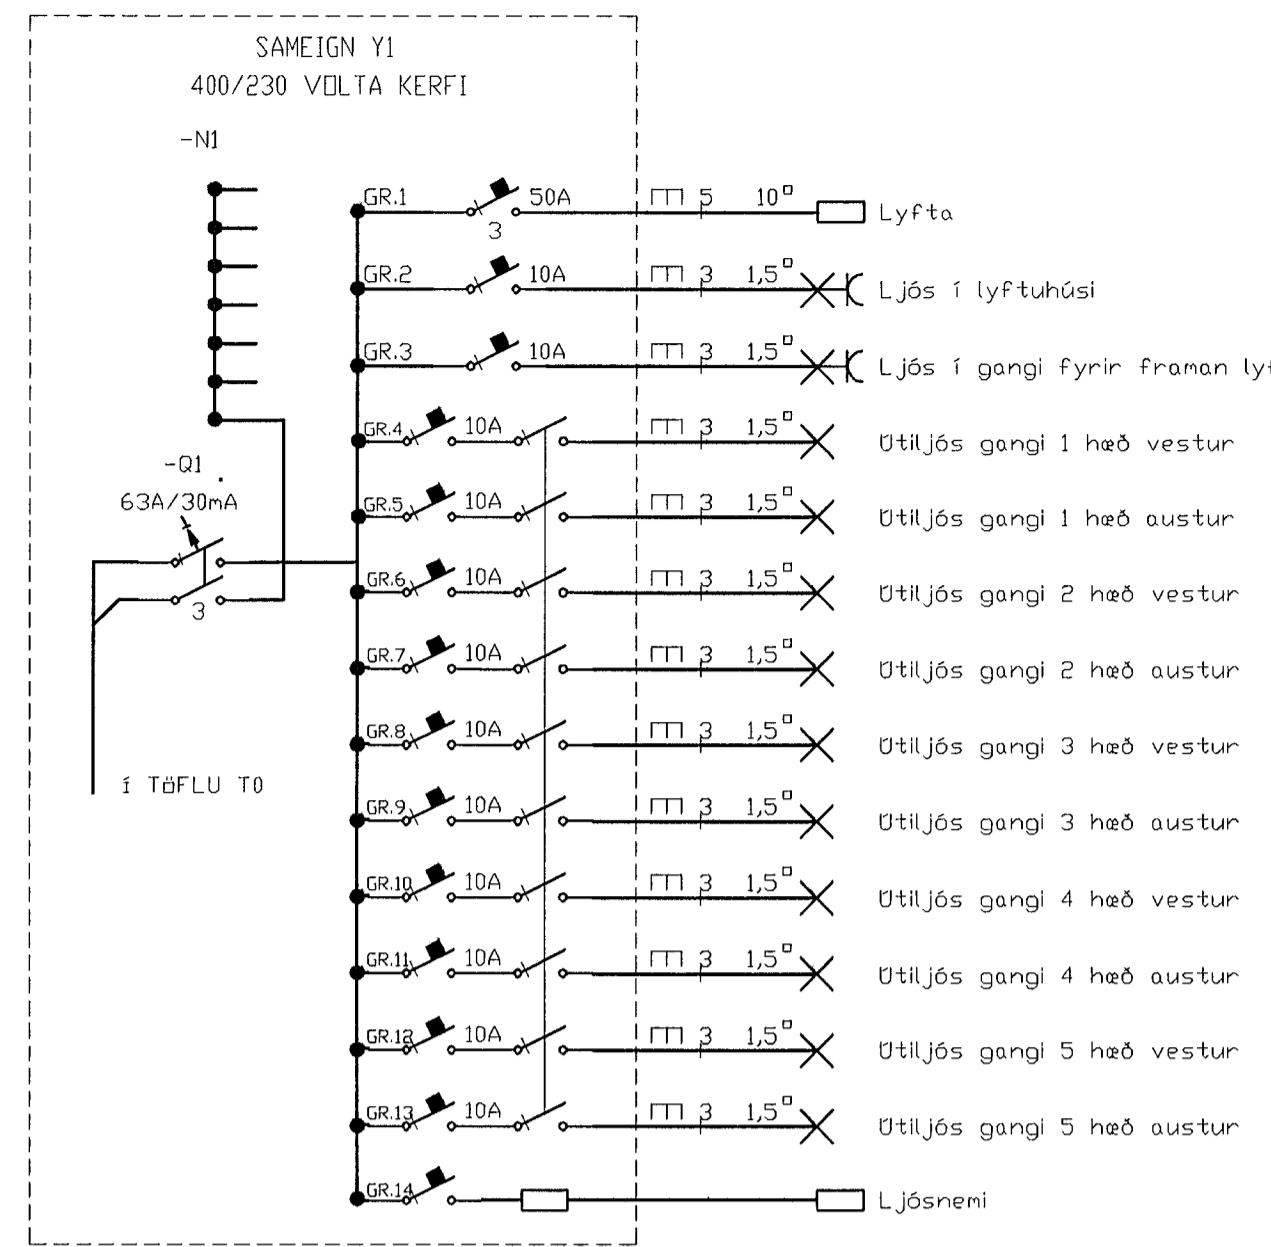 SAMEIGN Y1
400/230 VOLTA KERFI
-N1
GR.1 50A 5 10□ Lyfta
3
GR.2 10A 3 1,5□ Ljós í lyftuhúsi
GR.3 10A 3 1,5□ Ljós í gangi fyrir framan
GR.4 10A 3 1,5□ Útiljós gangi 1 hæð vestur
-Q1
63A/30mA
GR.5 10A 3 1,5□ Útiljós gangi 1 hæð austur
GR.6 10A 3 1,5□ Útiljós gangi 2 hæð vestur
3
GR.7 10A 3 1,5□ Útiljós gangi 2 hæð austur
GR.8 10A 3 1,5□ Útiljós gangi 3 hæð vestur
Í TÖFLU T0
GR.9 10A 3 1,5□ Útiljós gangi 3 hæð austur
GR.10 10A 3 1,5□ Útiljós gangi 4 hæð vestur
GR.11 10A 3 1,5□ Útiljós gangi 4 hæð austur
GR.12 10A 3 1,5□ Útiljós gangi 5 hæð vestur
GR.13 10A 3 1,5□ Útiljós gangi 5 hæð austur
GR.14 Ljósnemi